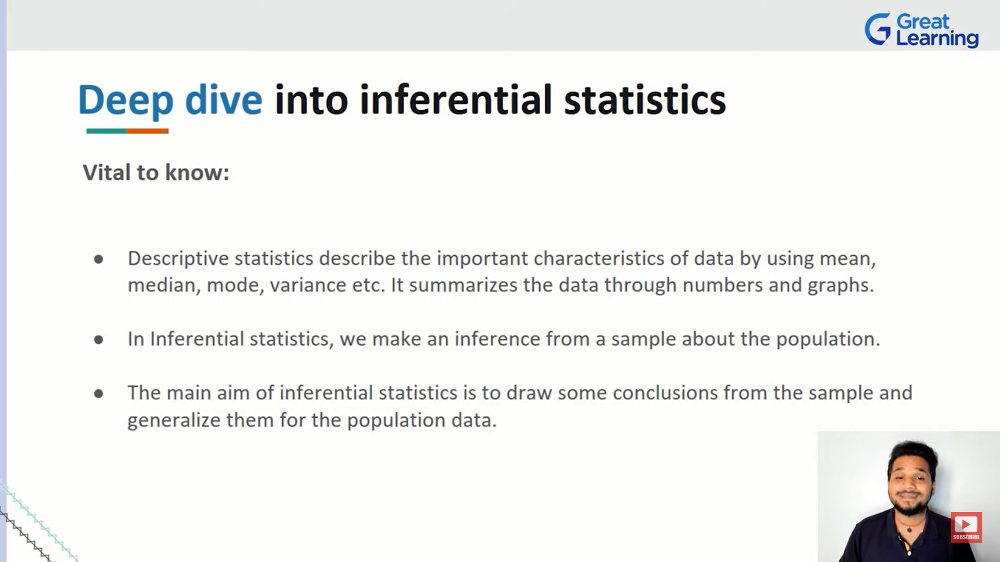 Great
Learning
Deep dive into inferential statistics
Vital to know:
● Descriptive statistics describe the important characteristics of data by using mean,
median, mode, variance etc. It summarizes the data through numbers and graphs.
● In Inferential statistics, we make an inference from a sample about the population.
● The main aim of inferential statistics is to draw some conclusions from the sample and
generalize them for the population data.
SUBSCRIBE